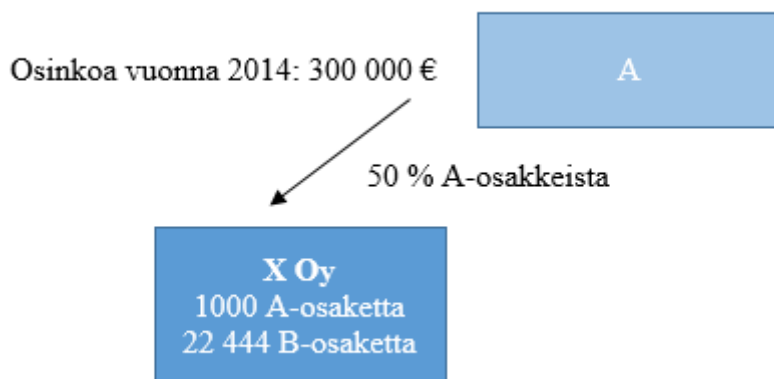 Osinkoa vuonna 2014: 300 000 €
A
50 % A-osakkeista
X Oy
1000 A-osaketta
22 444 B-osaketta